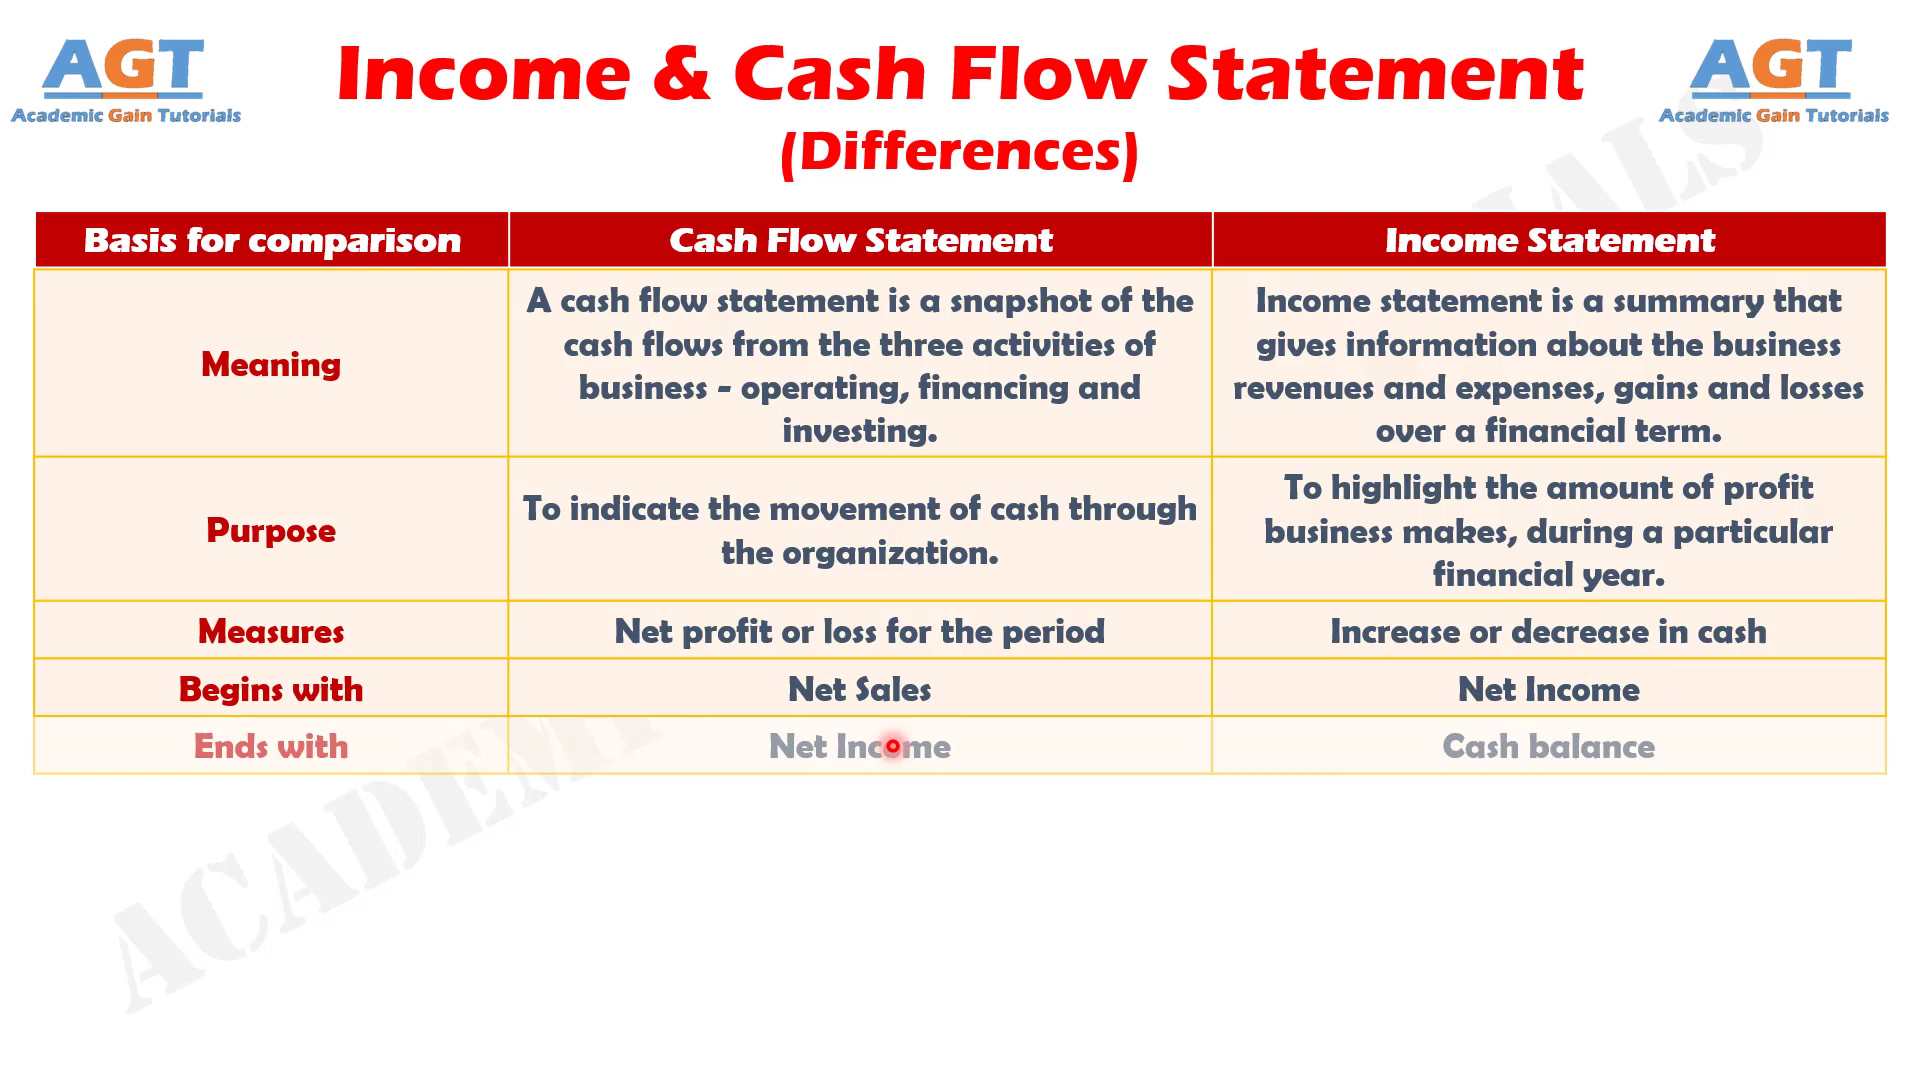 AGT
Academic Gain Tutorials
Income & Cash Flow Statement
(Differences)
AGT
Academic Gain Tutorials
Basis for comparison
Cash Flow Statement
Income Statement
Meaning
A cash flow statement is a snapshot of the
cash flows from the three activities of
business - operating, financing and
investing.
Income statement is a summary that
gives information about the business
revenues and expenses, gains and losses
over a financial term.
Purpose
To indicate the movement of cash through
the organization.
To highlight the amount of profit
business makes, during a particular
financial year.
Measures
Net profit or loss for the period
Increase or decrease in cash
Begins with
Net Sales
Net Income
Ends with
Net Income
Cash balance